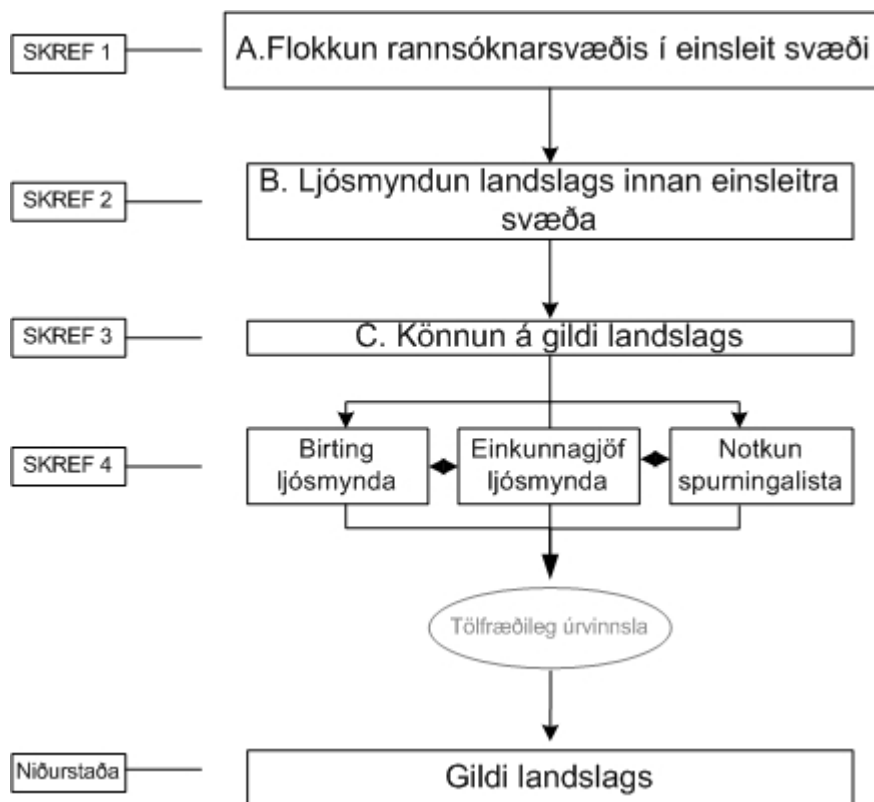 SKREF 1
A.Flokkun rannsóknarsvæðis í einsleit svæði
SKREF 2
B. Ljósmyndun landslags innan einsleitra
svæða
SKREF 3
C. Könnun á gildi landslags
SKREF 4
Birting
ljósmynda
Einkunnagjöf
ljósmynda
Notkun
spurningalista
Tölfræðileg úrvinnsla
Niðurstaða
Gildi landslags